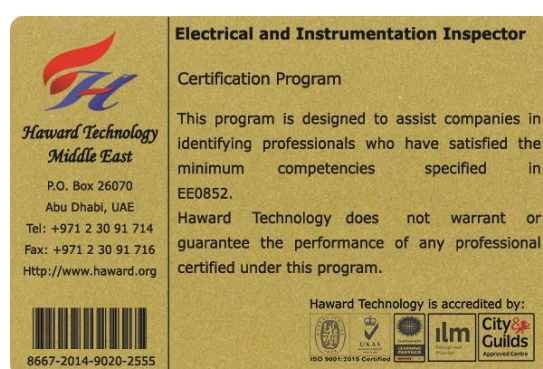 Haward Technology
Middle East
P.O. Box 26070
Abu Dhabi, UAE
Tel: +971 2 30 91 714
Fax: +971 2 30 91 716
Http://www.haward.org
8667-2014-9020-2555
Electrical and Instrumentation Inspector
Certification Program
This program is designed to assist companies in
identifying professionals who have satisfied the
minimum competencies specified in
EE0852.
Haward Technology does not warrant or
guarantee the performance of any professional
certified under this program.
Haward Technology is accredited by:
UKAS
ISO 9001:2015 Certified
LEARNING
PARTNER
ilm
Recognised
Provider
City&
Guilds
Approved Centre